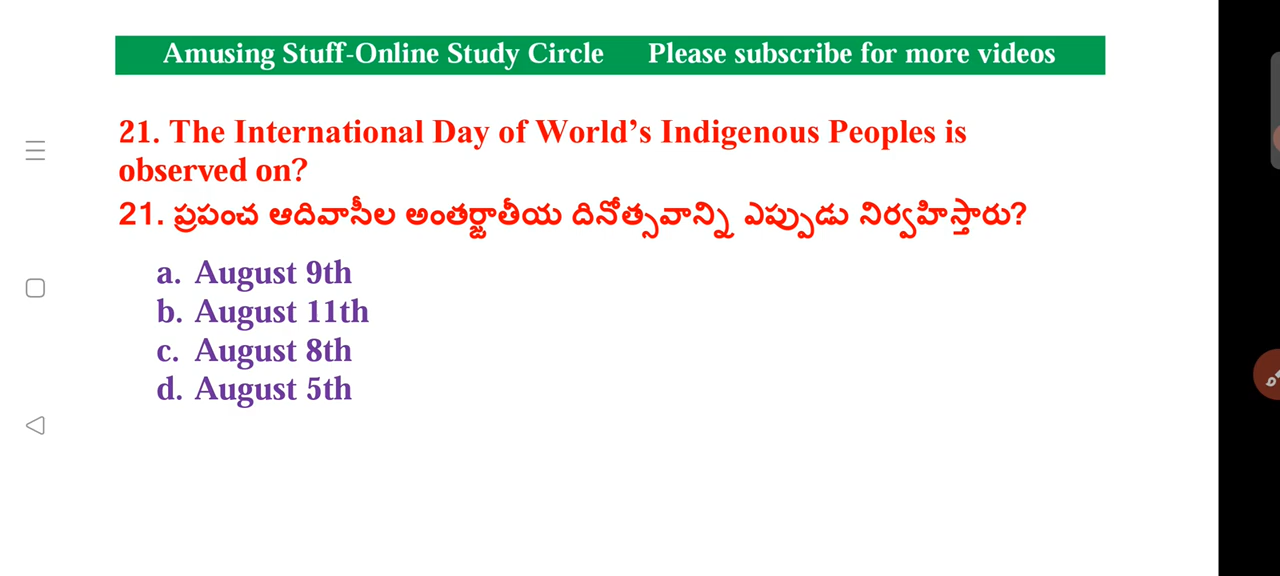 Amusing Stuff-Online Study Circle Please subscribe for more videos
21. The International Day of World’s Indigenous Peoples is
observed on?
21. ప్రపంచ ఆదివాసీల అంతర్జాతీయ దినోత్సవాన్ని ఎప్పుడు నిర్వహిస్తారు?
a. August 9th
b. August 11th
c. August 8th
d. August 5th